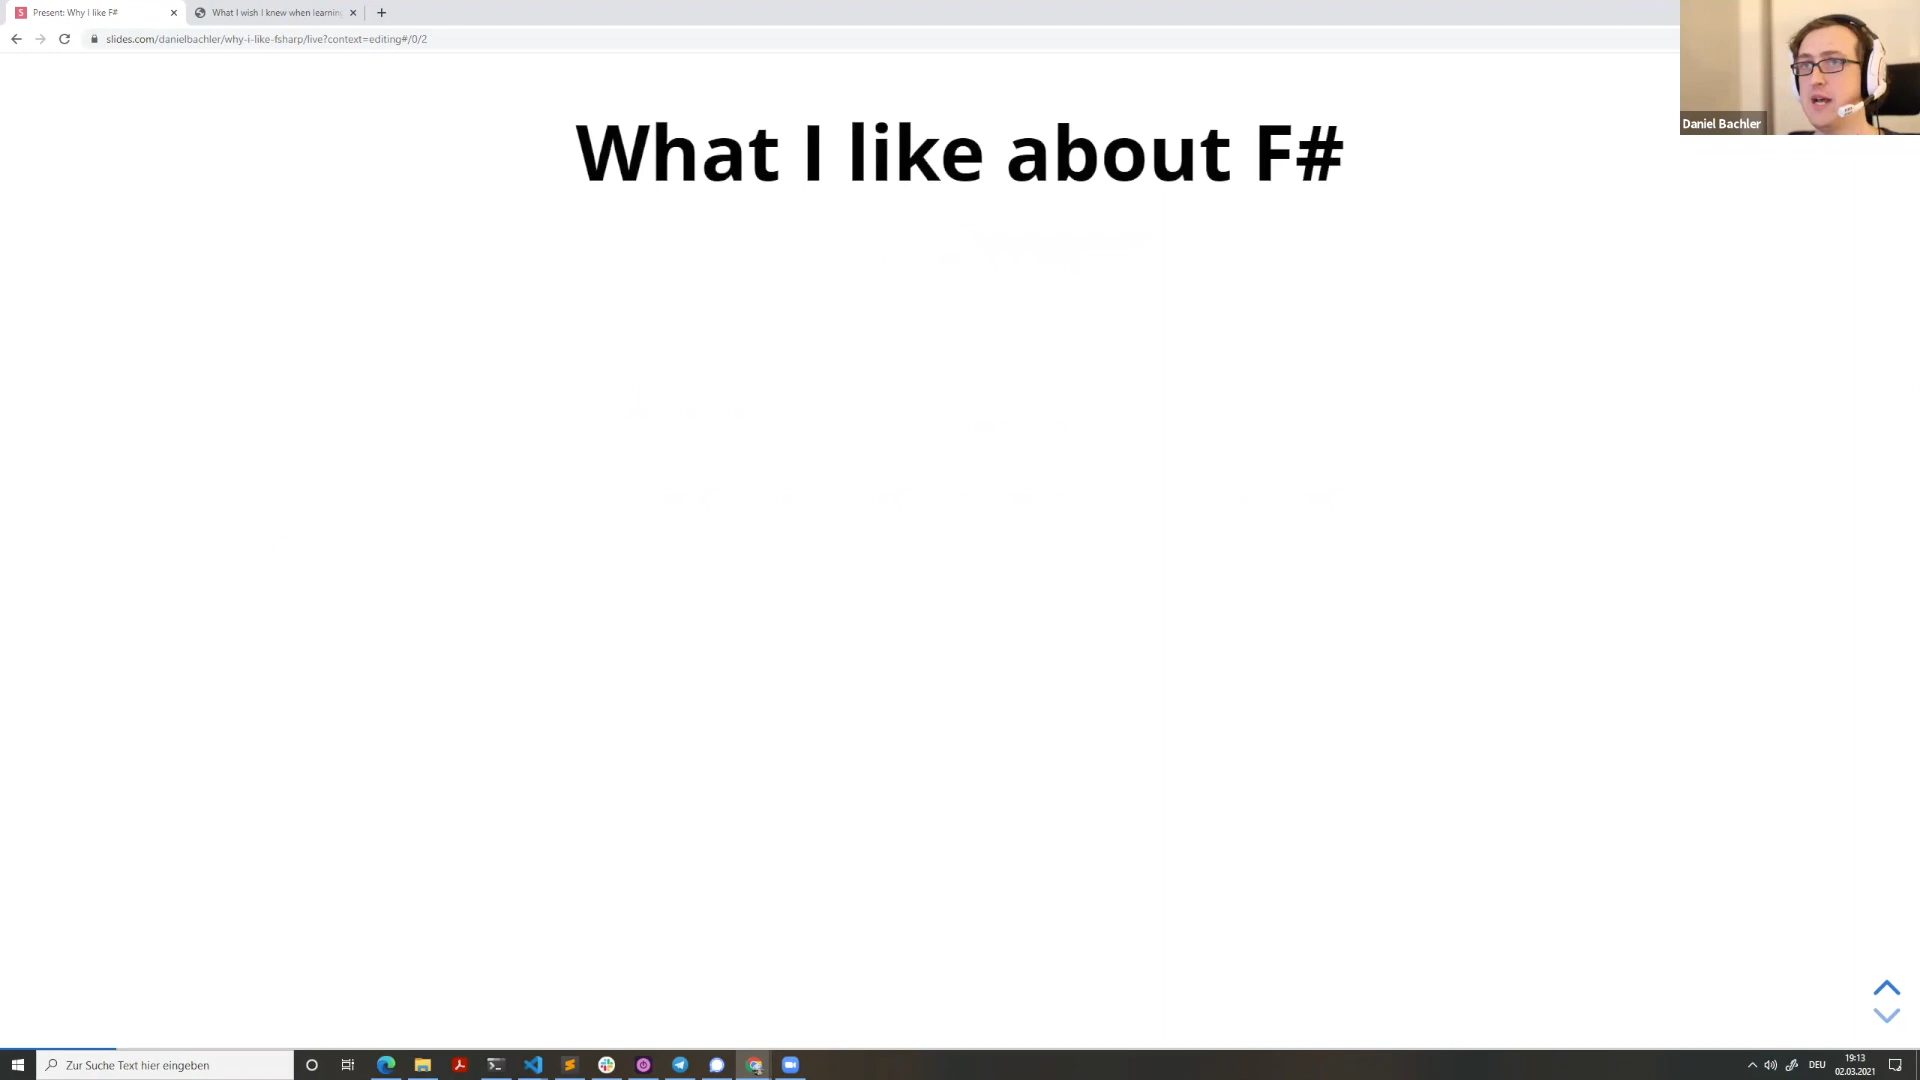 Present: Why I like F#
What I wish I knew when learning
slides.com/danielbachler/why-i-like-fsharp/live?context=editing#/0/2
Daniel Bachler
What I like about F#
Zur Suche Text hier eingeben
DEU
19:13
02.03.2021